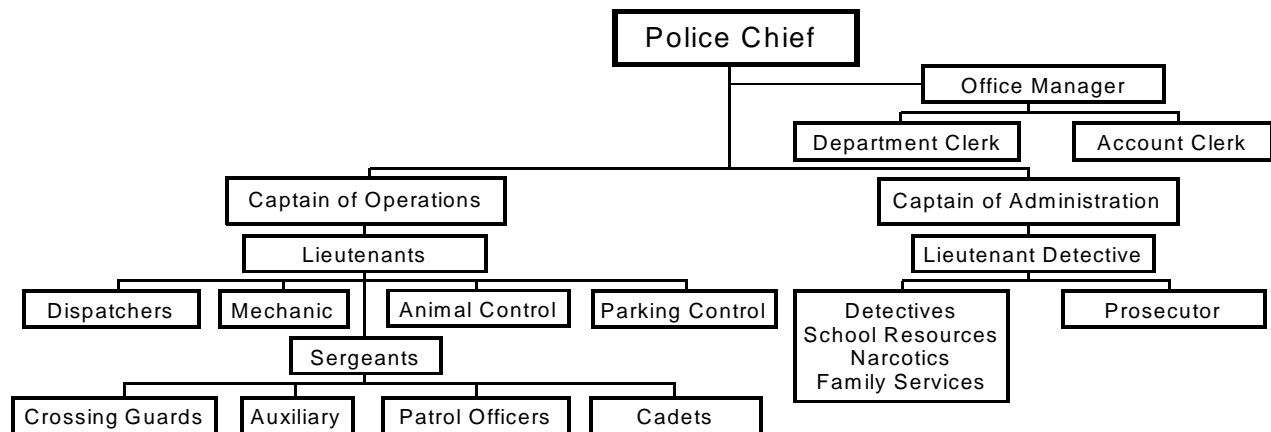 Police Chief
Office Manager
Department Clerk
Account Clerk
Captain of Operations
Captain of Administration
Lieutenants
Lieutenant Detective
Dispatchers
Mechanic
Animal Control
Parking Control
Detectives
School Resources
Narcotics
Family Services
Prosecutor
Sergeants
Crossing Guards
Auxiliary
Patrol Officers
Cadets